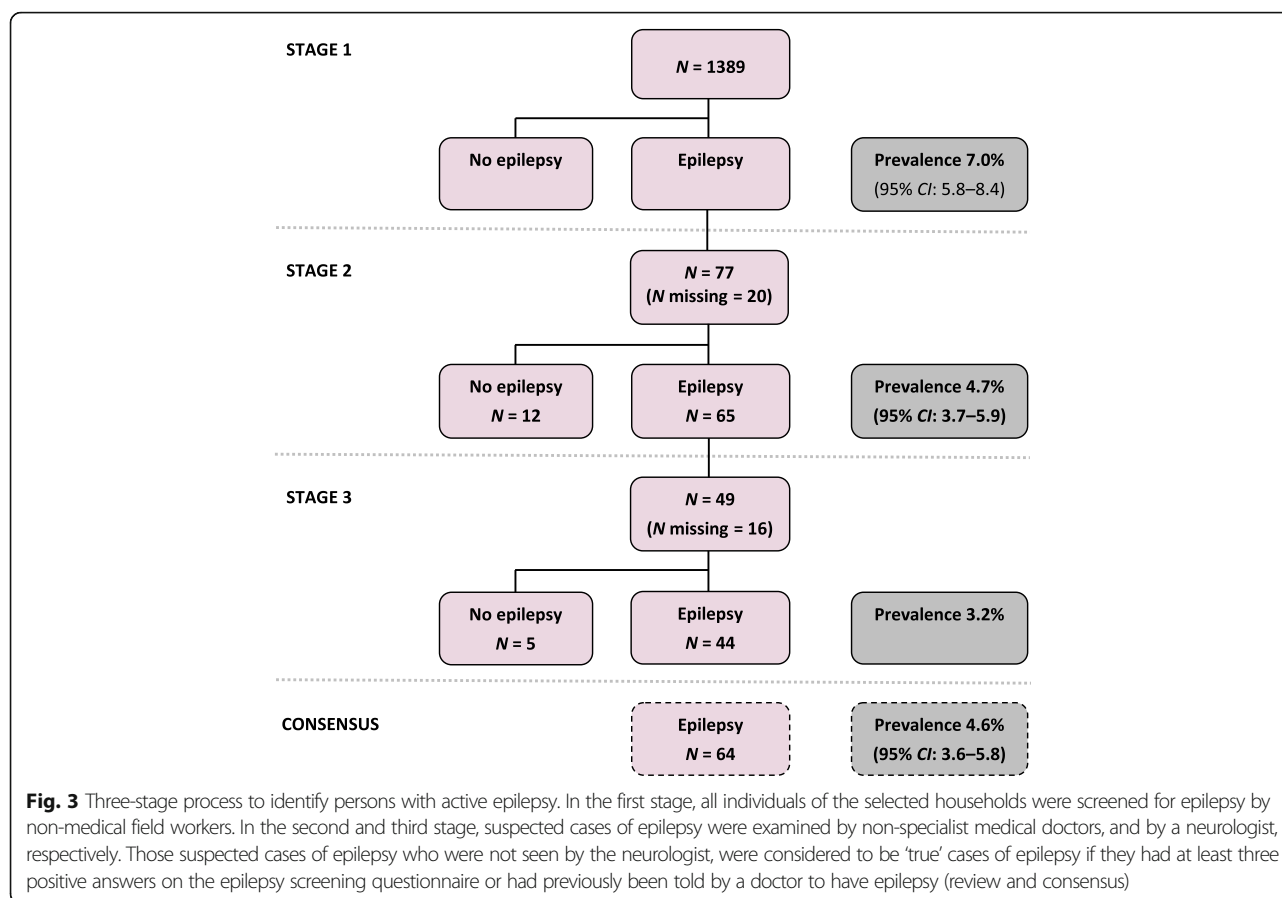 STAGE 1
N = 1389
No epilepsy
Epilepsy
Prevalence 7.0%
(95% CI: 5.8–8.4)
STAGE 2
N = 77
(N missing = 20)
No epilepsy
N = 12
Epilepsy
N = 65
Prevalence 4.7%
(95% CI: 3.7–5.9)
STAGE 3
N = 49
(N missing = 16)
No epilepsy
N = 5
Epilepsy
N = 44
Prevalence 3.2%
CONSENSUS
Epilepsy
N = 64
Prevalence 4.6%
(95% CI: 3.6–5.8)
Fig. 3 Three-stage process to identify persons with active epilepsy. In the first stage, all individuals of the selected households were screened for epilepsy by
non-medical field workers. In the second and third stage, suspected cases of epilepsy were examined by non-specialist medical doctors, and by a neurologist,
respectively. Those suspected cases of epilepsy who were not seen by the neurologist, were considered to be ‘true’ cases of epilepsy if they had at least three
positive answers on the epilepsy screening questionnaire or had previously been told by a doctor to have epilepsy (review and consensus)